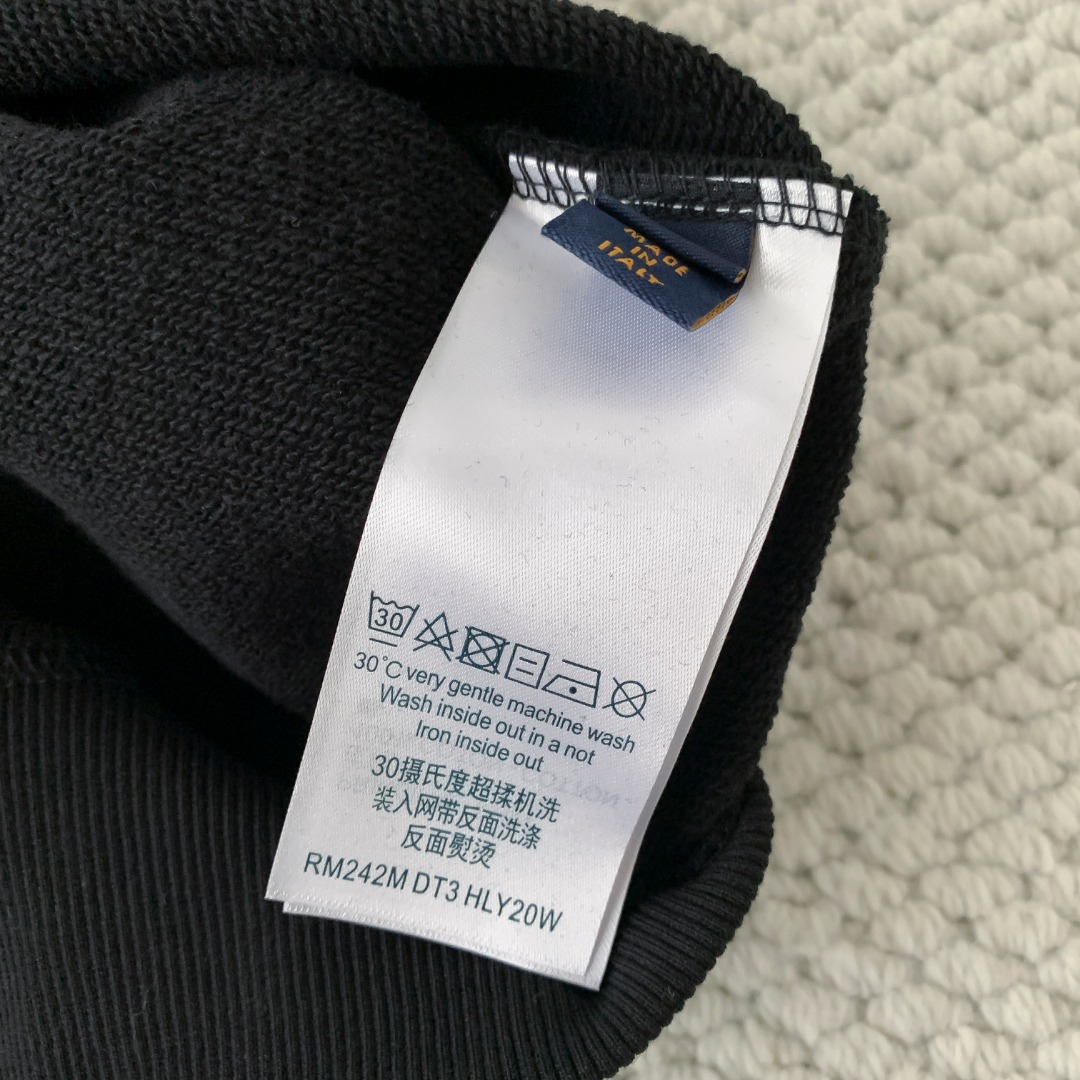 MADE
IN
ITALY
30
30°C very gentle machine wash
Wash inside out in a not
Iron inside out
30摄氏度超揉机洗
装入网带反面洗涤
反面熨烫
RM242M DT3 HLY20W